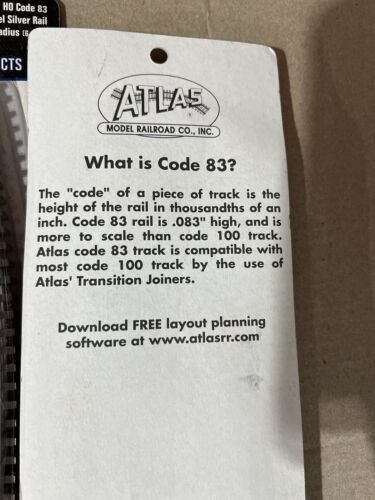 HO Code 83
el Silver Rail
adius (6
CTS
ATLAS
MODEL RAILROAD CO., INC.
What is Code 83?
The "code" of a piece of track is the
height of the rail in thousandths of an
inch. Code 83 rail is .083" high, and is
more to scale than code 100 track.
Atlas code 83 track is compatible with
most code 100 track by the use of
Atlas' Transition Joiners.
Download FREE layout planning
software at www.atlasrr.com